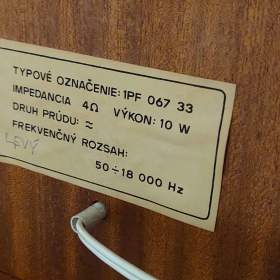 TYPOVÉ OZNAČENIE: 1PF 067 33
IMPEDANCIA 4Ω VÝKON: 10 W
DRUH PRÚDU: ≈
FREKVENČNÝ ROZSAH:
LEVÝ
50÷18 000 Hz